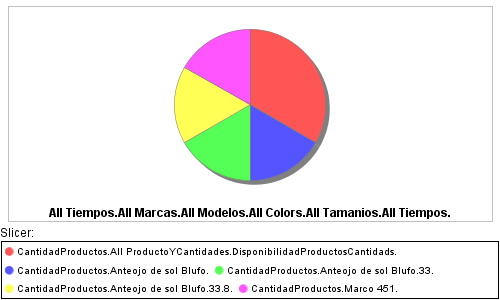 All Tiempos.All Marcas.All Modelos.All Colors.All Tamanios.All Tiempos.
Slicer:
CantidadProductos.All ProductoYCantidades.DisponibilidadProductosCantidads.
CantidadProductos.Anteojo de sol Blufo. CantidadProductos.Anteojo de sol Blufo.33.
CantidadProductos.Anteojo de sol Blufo.33.8. CantidadProductos.Marco 451.